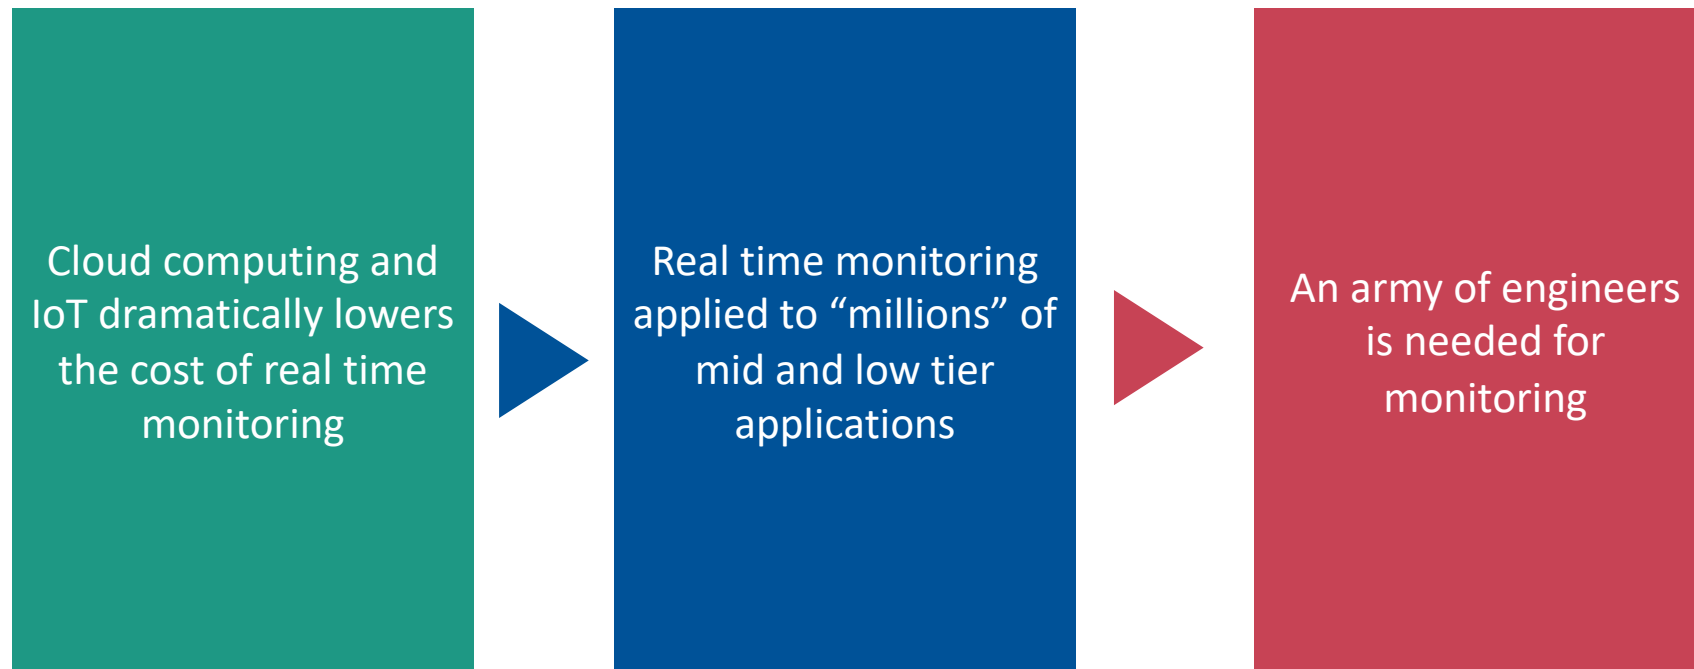 Cloud computing and
IoT dramatically lowers
the cost of real time
monitoring
Real time monitoring
applied to “millions” of
mid and low tier
applications
An army of engineers
is needed for
monitoring